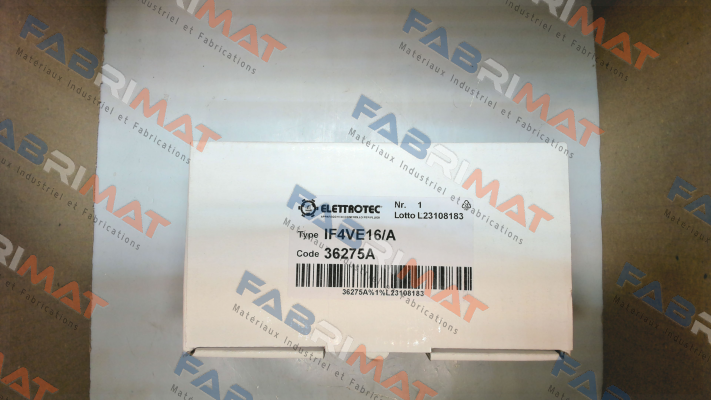 ELETTROTEC
Nr. 1
Lotto L23108183
Type IF4VE16/A
Code 36275A
36275A%1%L23108183
FABRIMAT
Matériaux Industriel et Fabrications